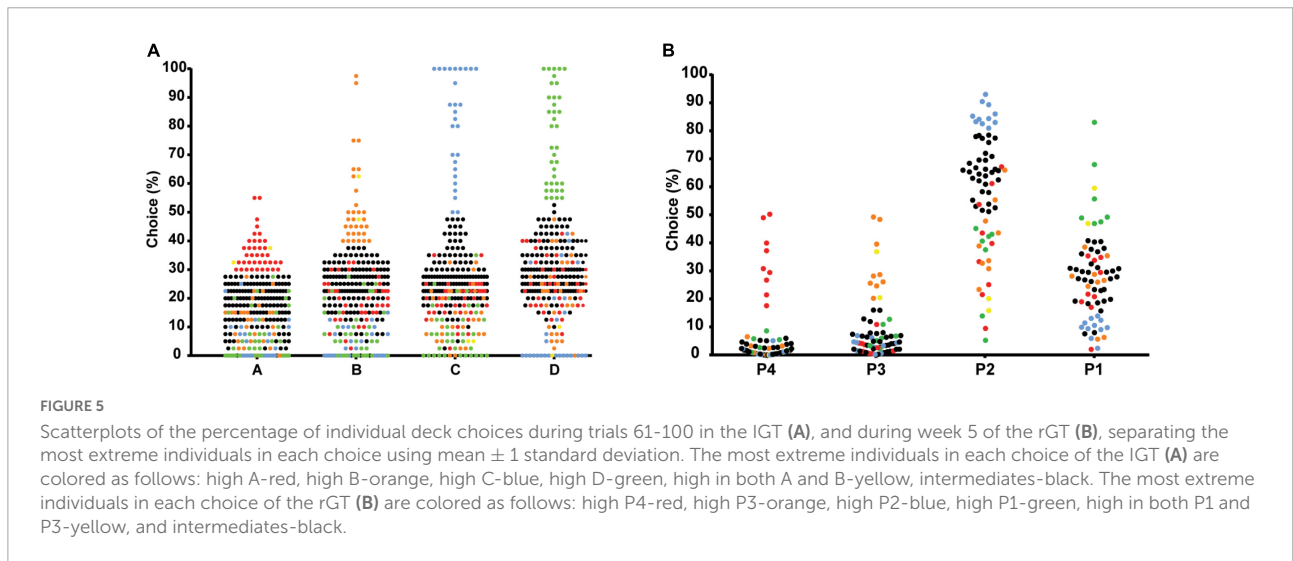 A
B
100
90
80
70
60
50
40
30
20
10
0
Choice (%)
A B C D
100
90
80
70
60
50
40
30
20
10
0
Choice (%)
P4 P3 P2 P1
FIGURE 5
Scatterplots of the percentage of individual deck choices during trials 61-100 in the IGT (A), and during week 5 of the rGT (B), separating the
most extreme individuals in each choice using mean ± 1 standard deviation. The most extreme individuals in each choice of the IGT (A) are
colored as follows: high A-red, high B-orange, high C-blue, high D-green, high in both A and B-yellow, intermediates-black. The most extreme
individuals in each choice of the rGT (B) are colored as follows: high P4-red, high P3-orange, high P2-blue, high P1-green, high in both P1 and
P3-yellow, and intermediates-black.